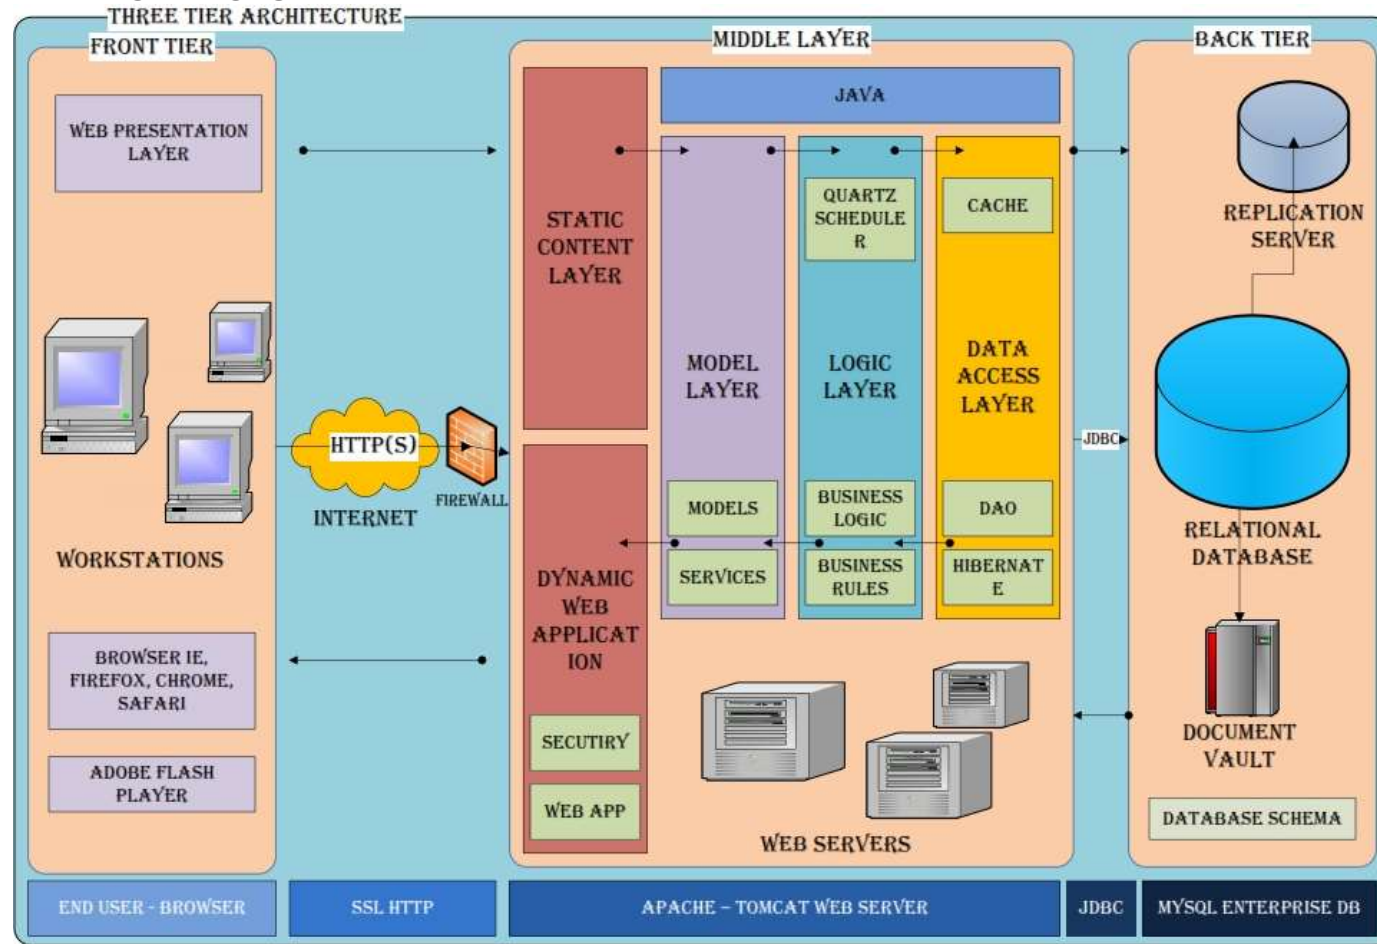 THREE TIER ARCHITECTURE
FRONT TIER
WEB PRESENTATION
LAYER
WORKSTATIONS
BROWSER IE,
FIREFOX, CHROME,
SAFARI
ADOBE FLASH
PLAYER
HTTP(S)
INTERNET
FIREWALL
MIDDLE LAYER
STATIC
CONTENT
LAYER
DYNAMIC
WEB
APPLICAT
ION
SECUTIRY
WEB APP
JAVA
MODEL
LAYER
MODELS
SERVICES
QUARTZ
SCHEDULE
R
LOGIC
LAYER
BUSINESS
LOGIC
BUSINESS
RULES
CACHE
DATA
ACCESS
LAYER
DAO
HIBERNAT
E
WEB SERVERS
JDBC
BACK TIER
REPLICATION
SERVER
RELATIONAL
DATABASE
DOCUMENT
VAULT
DATABASE SCHEMA
END USER - BROWSER
SSL HTTP
APACHE – TOMCAT WEB SERVER
JDBC
MYSQL ENTERPRISE DB